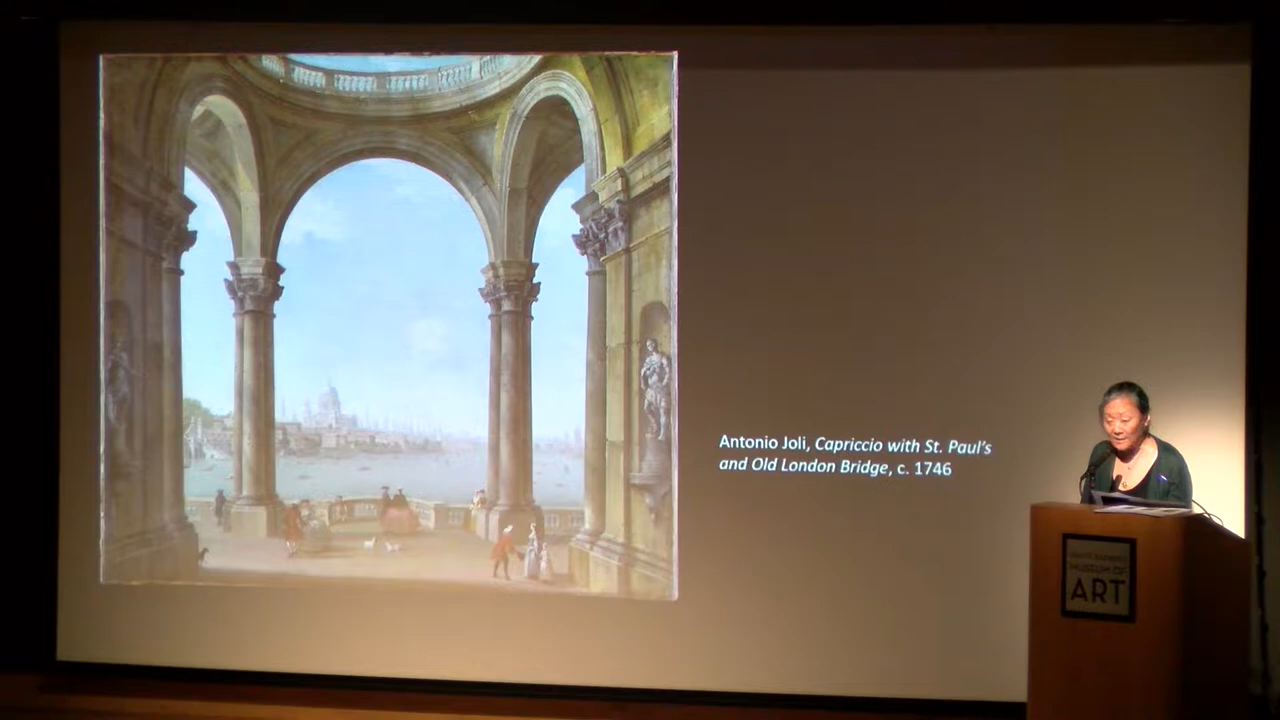 Antonio Joli, Capriccio with St. Paul's
and Old London Bridge, c. 1746
MUSEUM OF
ART